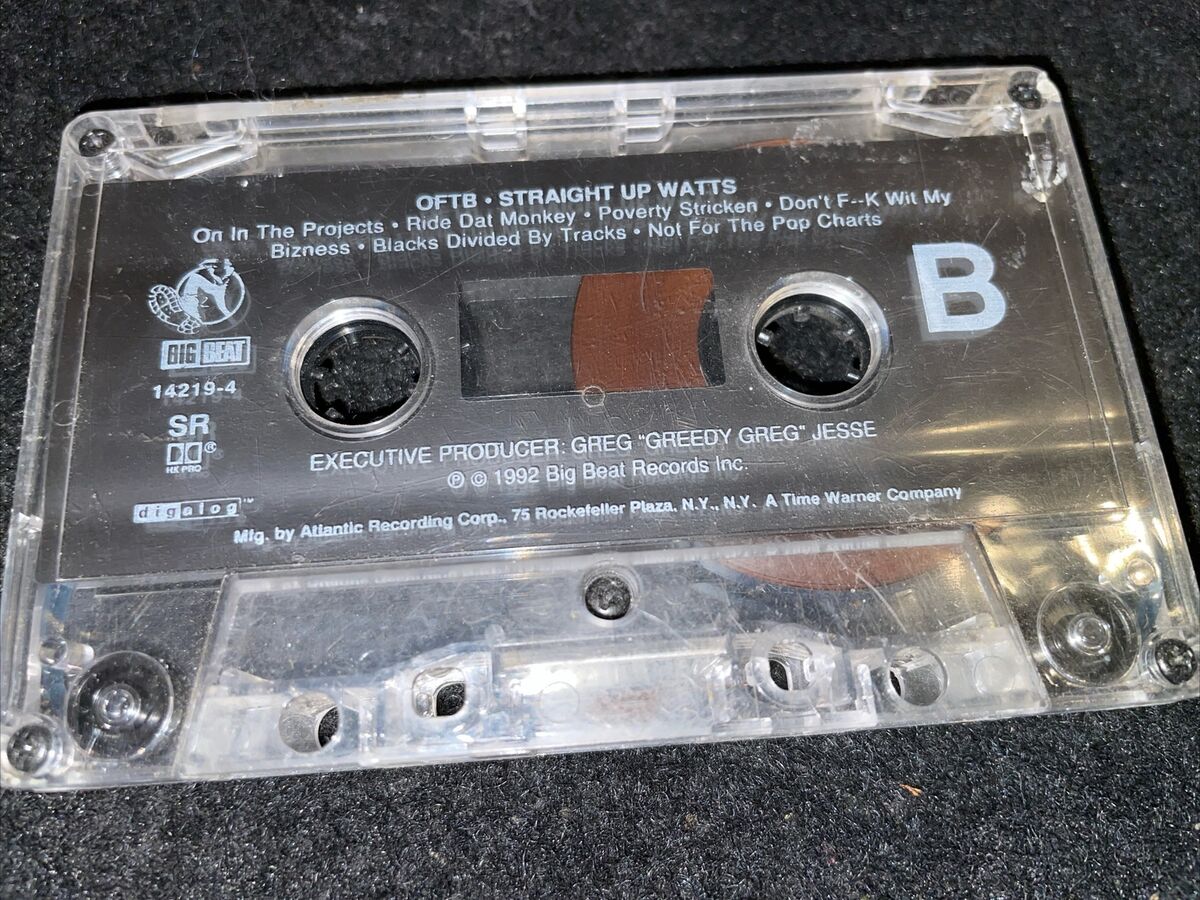 OFTB • STRAIGHT UP WATTS
On In The Projects • Ride Dat Monkey • Poverty Stricken • Don't F--K Wit My
Bizness • Blacks Divided By Tracks • Not For The Pop Charts
B
BIG BEAT
14219-4
SR
HX PRO
EXECUTIVE PRODUCER: GREG "GREEDY GREG" JESSE
℗ © 1992 Big Beat Records Inc.
digalog™
Mfg. by Atlantic Recording Corp., 75 Rockefeller Plaza, N.Y., N.Y. A Time Warner Company